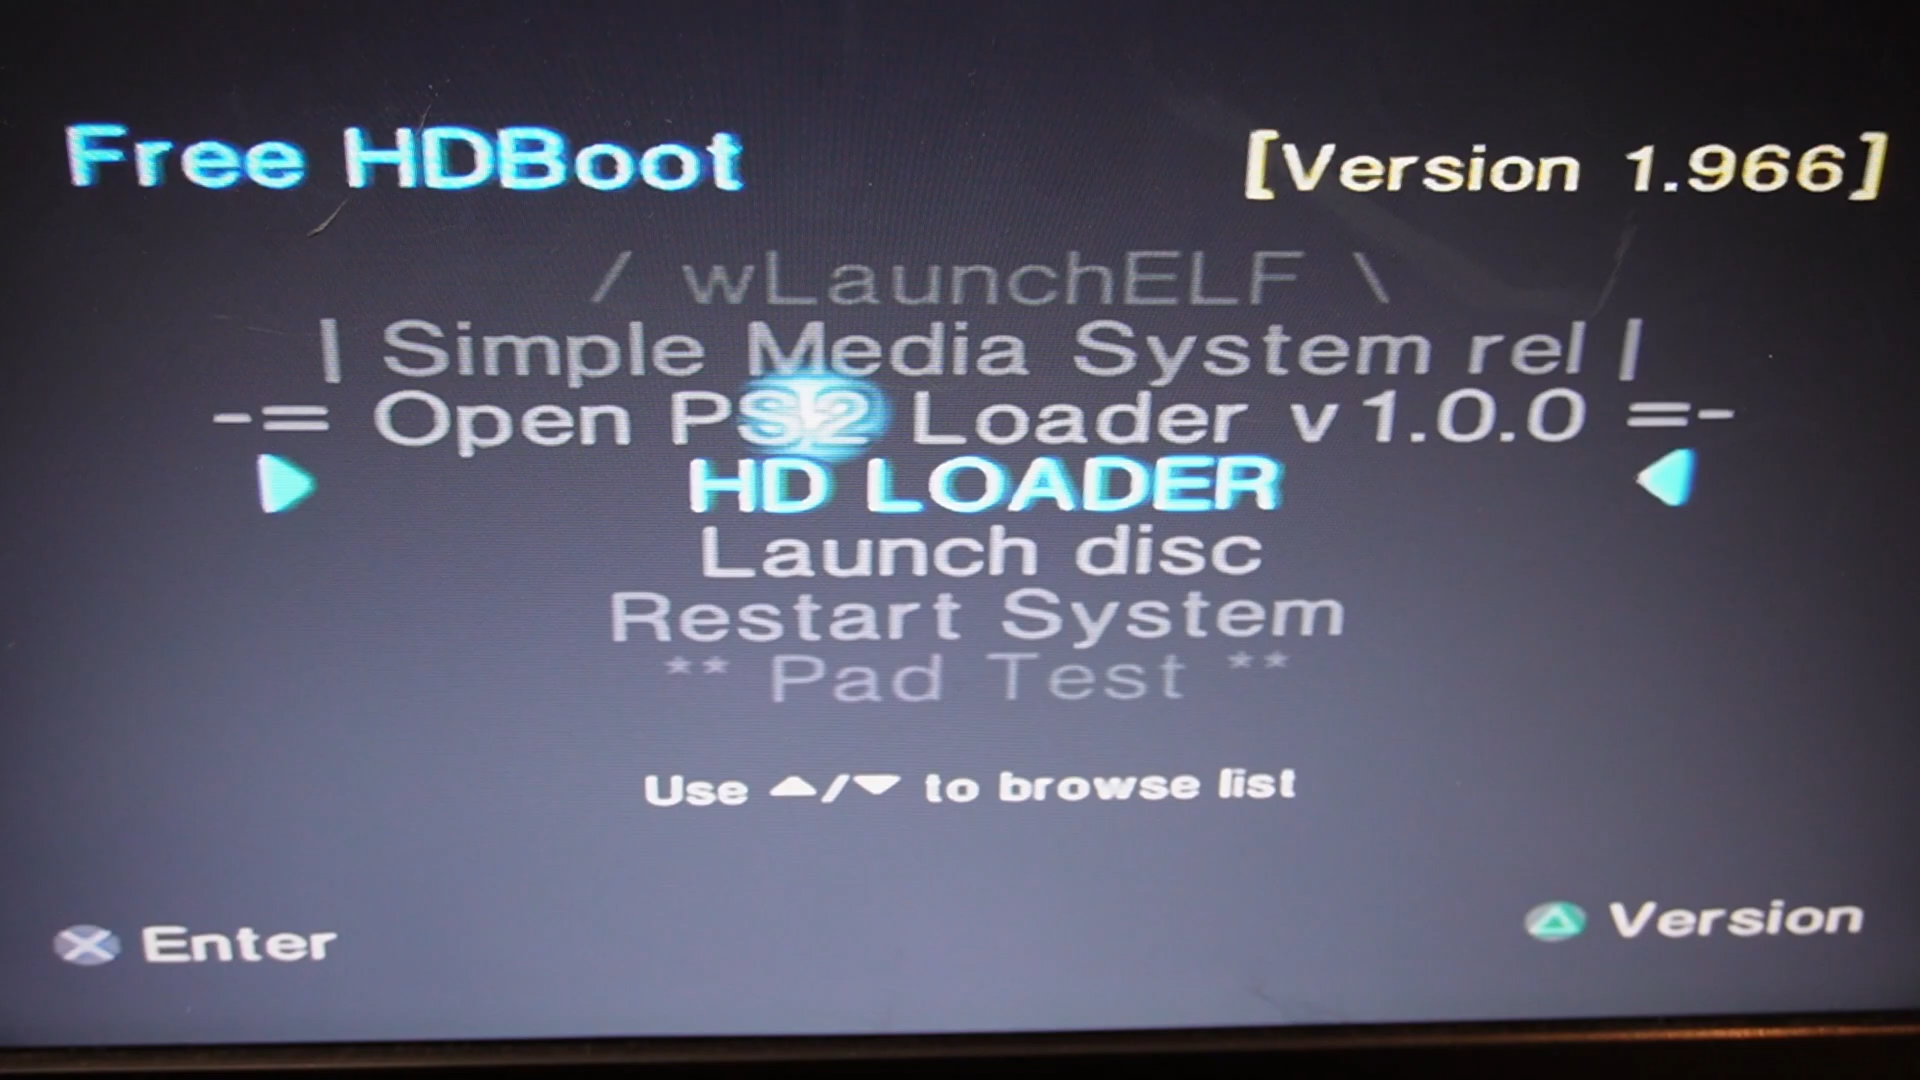 Free HDBoot [Version 1.966]
/ wLaunchELF \
| Simple Media System rel |
-= Open PS2 Loader v1.0.0 =-
HD LOADER
Launch disc
Restart System
** Pad Test **
Use ▲/▼ to browse list
Enter
Version